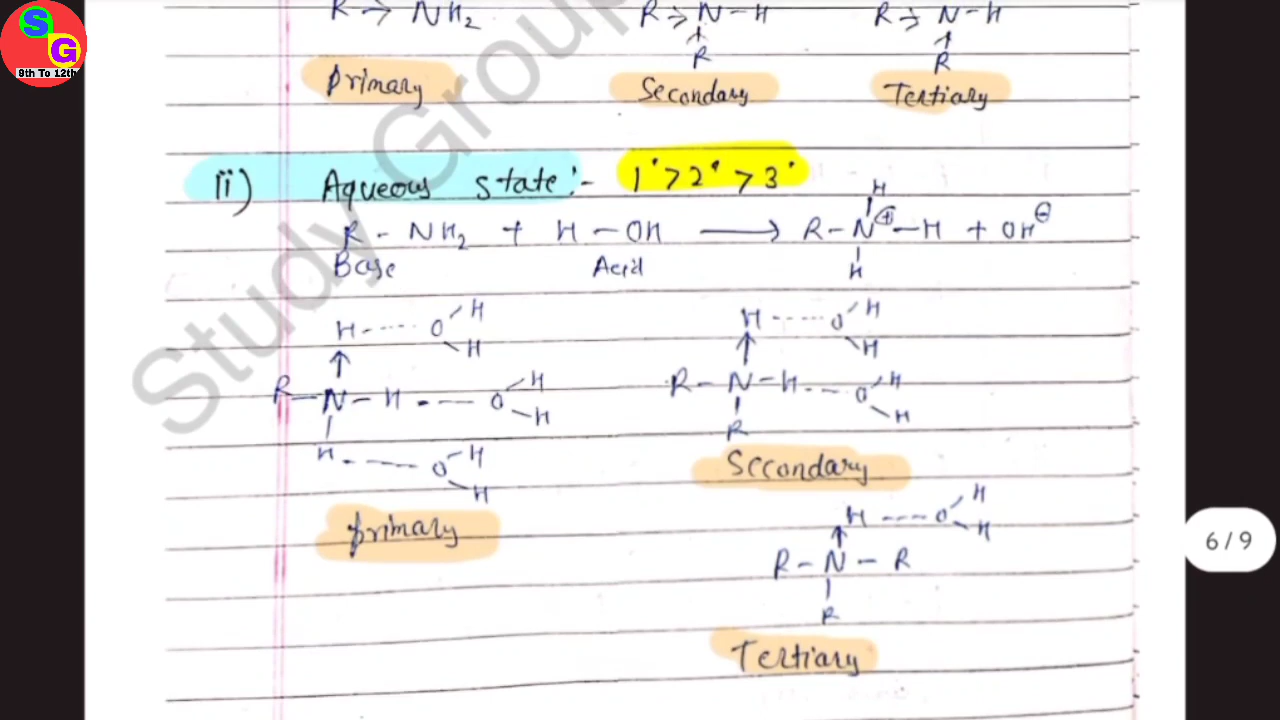 S
G
9th To 12th
R → NH₂ R → N – H R → N – H
↑ ↑
R R
Primary Secondary Tertiary
ii) Aqueous state:- 1° > 2° > 3°
H
R - NH₂ + H – OH ⟶ R – N⊕ – H + OH⊖
Base Acid H
H ---- O H H
H ---- O H H
R – N – H ---- O H H
R – N – H ---- O H H
R
H ---- O H H
Secondary
Primary
H ---- O H H
R – N – R
R
Tertiary
Study Group
6 / 9